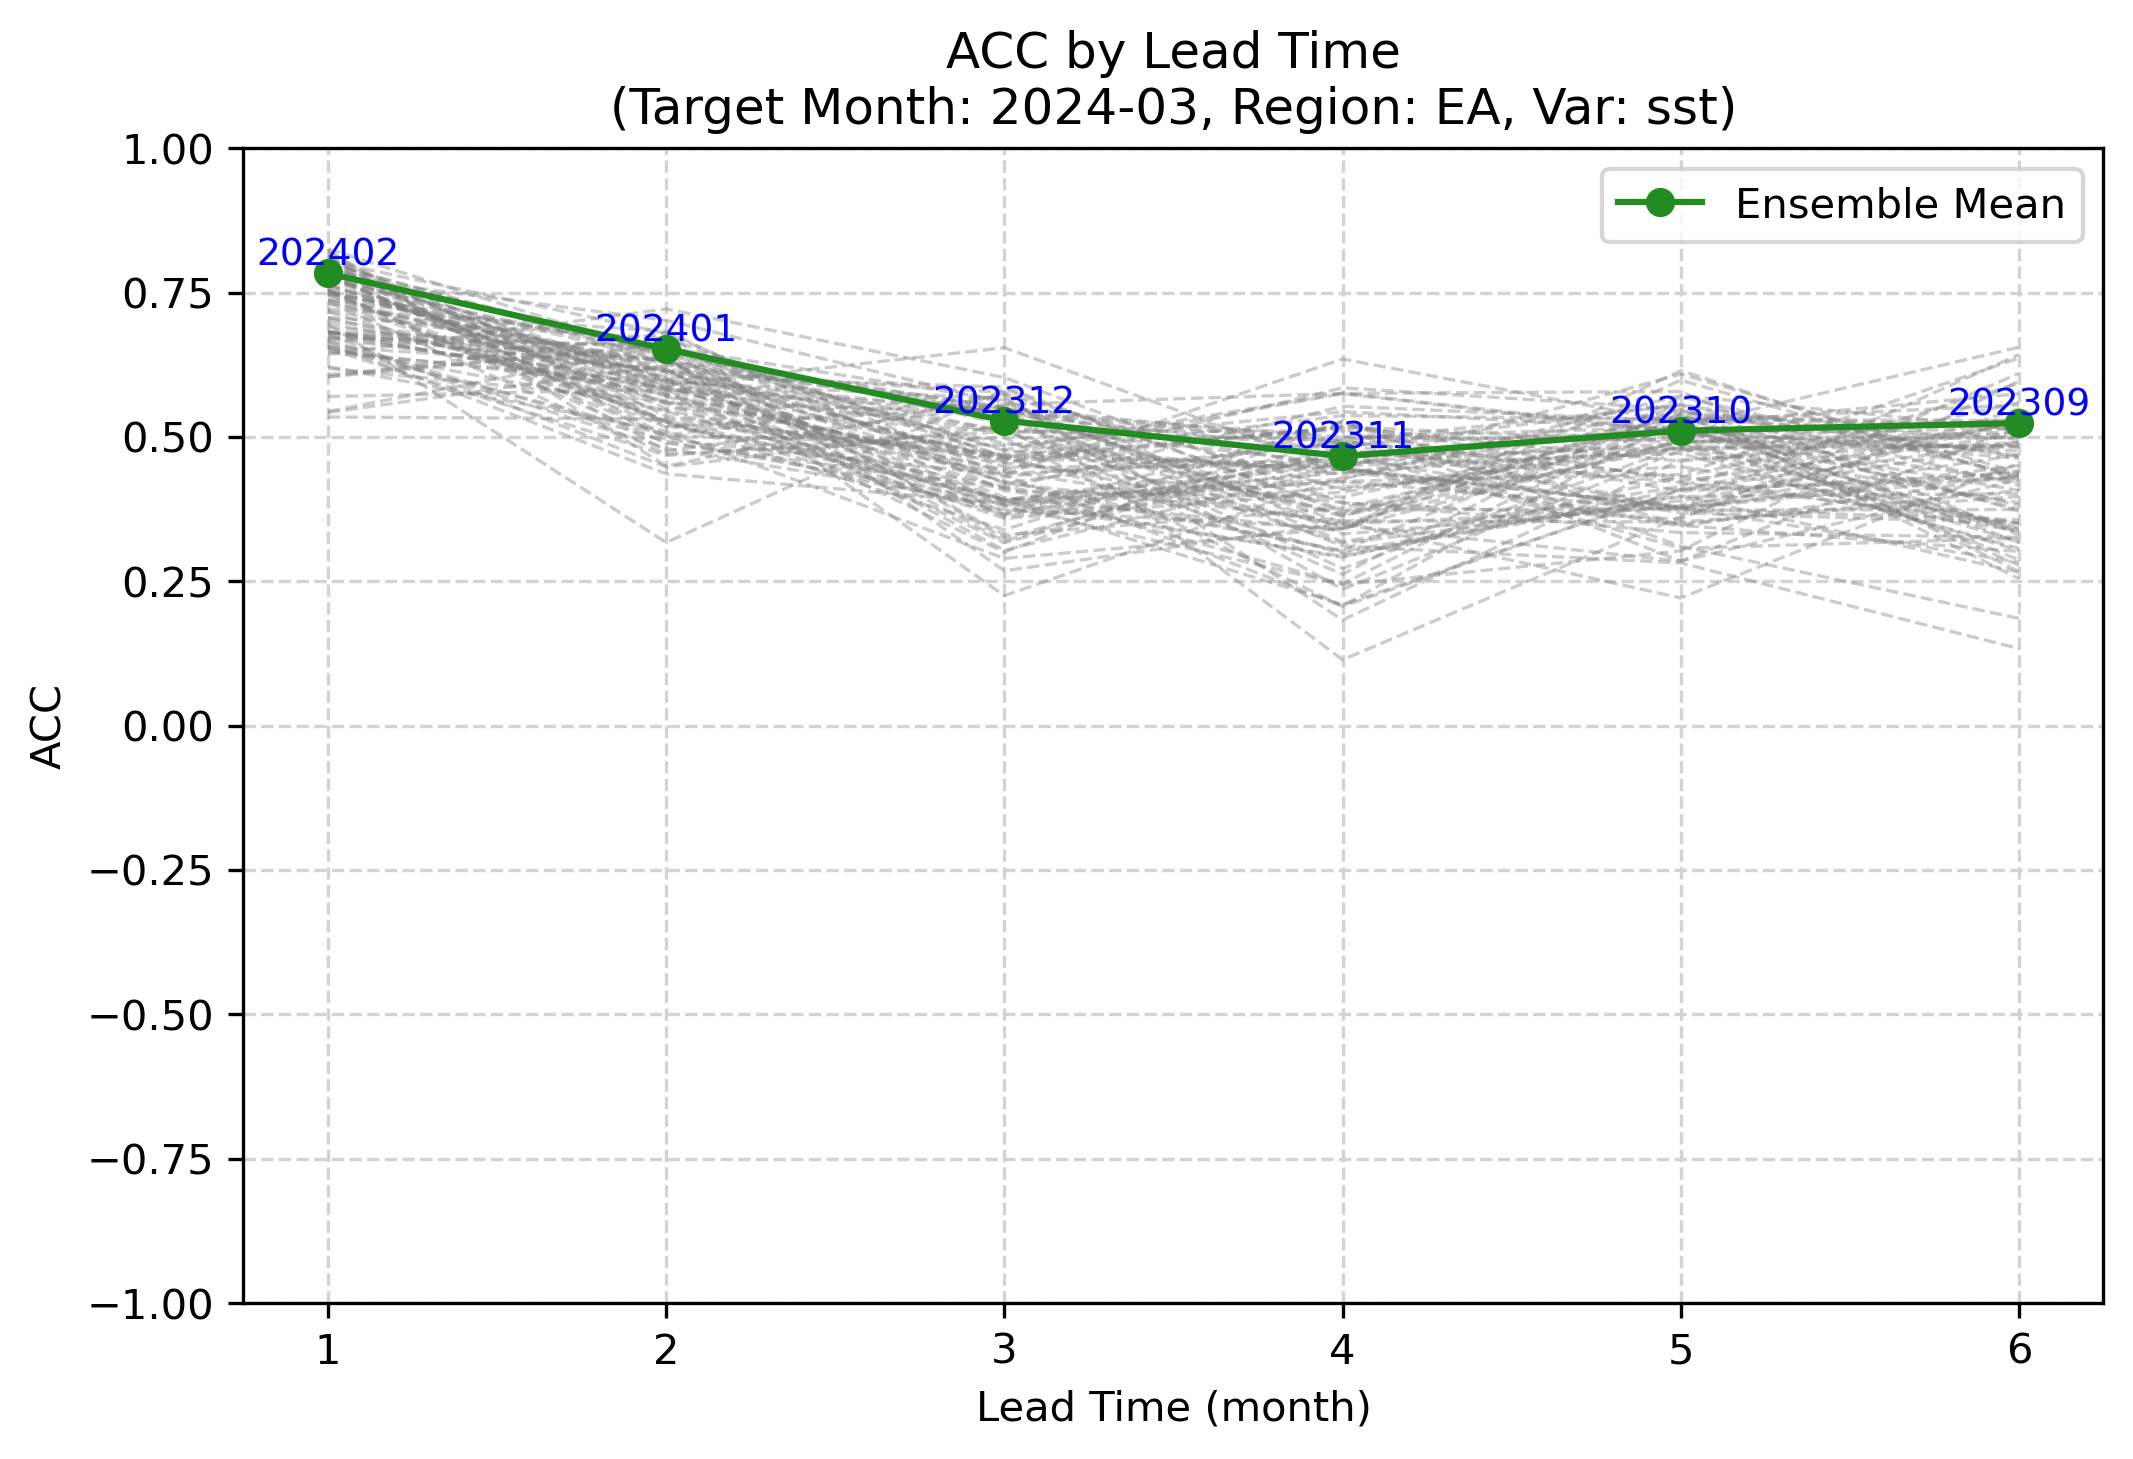 ACC by Lead Time
(Target Month: 2024-03, Region: EA, Var: sst)
Ensemble Mean
1.00
0.75
0.50
0.25
0.00
−0.25
−0.50
−0.75
−1.00
ACC
202402
202401
202312
202311
202310
202309
1 2 3 4 5 6
Lead Time (month)